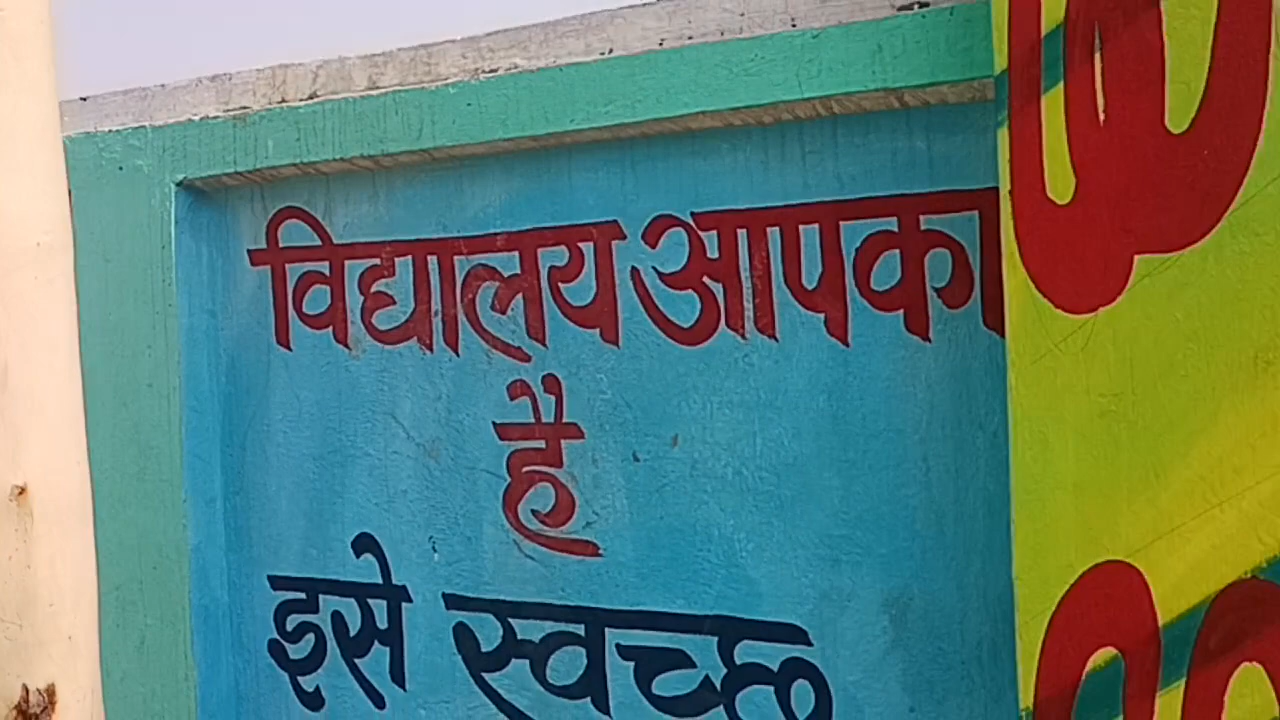 विद्यालय आपका
है
इसे स्वच्छ